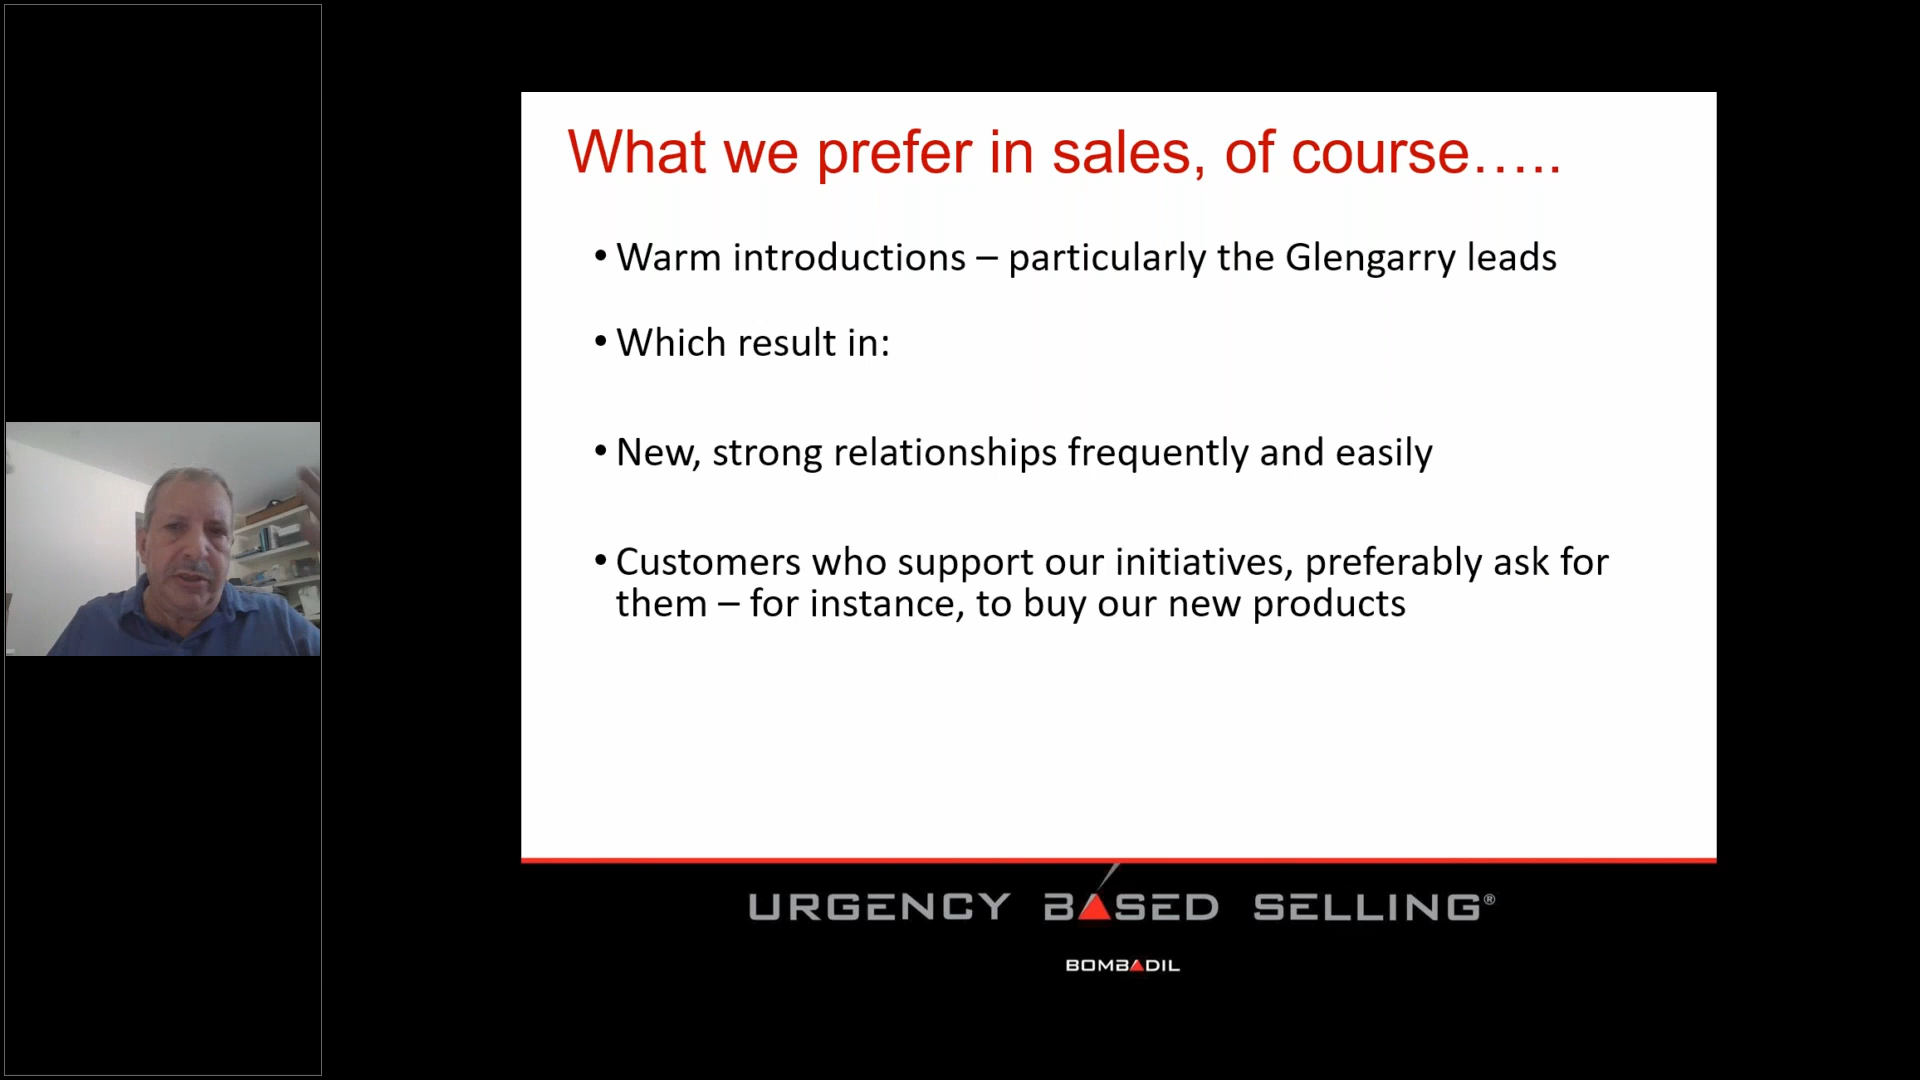 What we prefer in sales, of course…..
• Warm introductions – particularly the Glengarry leads
• Which result in:
• New, strong relationships frequently and easily
• Customers who support our initiatives, preferably ask for
them – for instance, to buy our new products
URGENCY BASED SELLING®
BOMBADIL